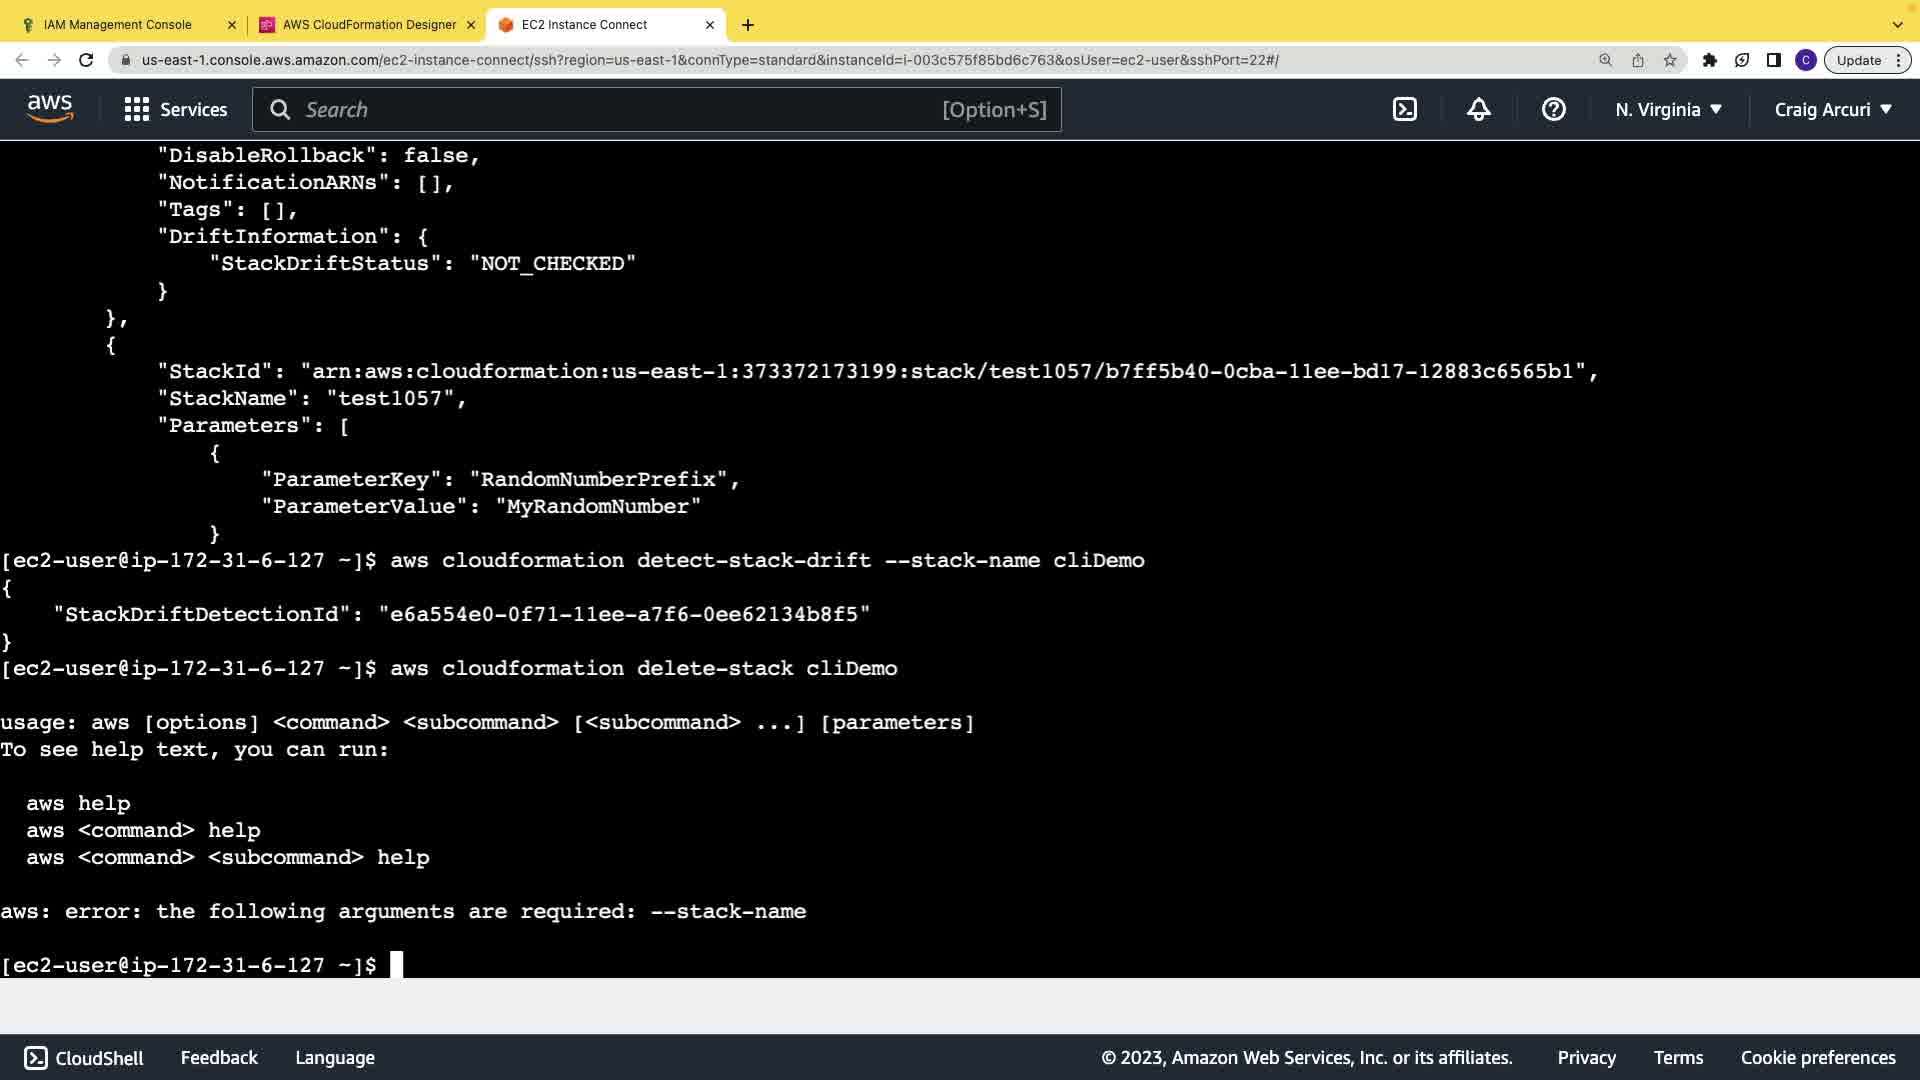 IAM Management Console
AWS CloudFormation Designer
EC2 Instance Connect
us-east-1.console.aws.amazon.com/ec2-instance-connect/ssh?region=us-east-1&connType=standard&instanceId=i-003c575f85bd6c763&osUser=ec2-user&sshPort=22#/
C
Update
aws
Services
Search
[Option+S]
N. Virginia
Craig Arcuri
"DisableRollback": false,
"NotificationARNs": [],
"Tags": [],
"DriftInformation": {
"StackDriftStatus": "NOT_CHECKED"
}
},
{
"StackId": "arn:aws:cloudformation:us-east-1:373372173199:stack/test1057/b7ff5b40-0cba-11ee-bd17-12883c6565b1",
"StackName": "test1057",
"Parameters": [
{
"ParameterKey": "RandomNumberPrefix",
"ParameterValue": "MyRandomNumber"
}
[ec2-user@ip-172-31-6-127 ~]$ aws cloudformation detect-stack-drift --stack-name cliDemo
{
"StackDriftDetectionId": "e6a554e0-0f71-11ee-a7f6-0ee62134b8f5"
}
[ec2-user@ip-172-31-6-127 ~]$ aws cloudformation delete-stack cliDemo
usage: aws [options] <command> <subcommand> [<subcommand> ...] [parameters]
To see help text, you can run:
aws help
aws <command> help
aws <command> <subcommand> help
aws: error: the following arguments are required: --stack-name
[ec2-user@ip-172-31-6-127 ~]$
CloudShell
Feedback
Language
© 2023, Amazon Web Services, Inc. or its affiliates.
Privacy
Terms
Cookie preferences